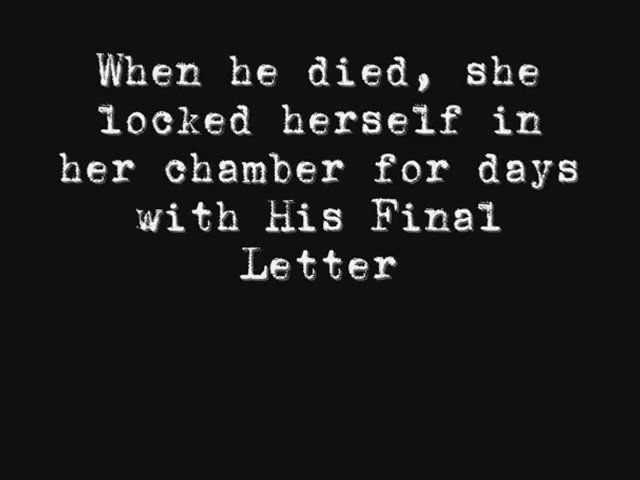 When he died, she
locked herself in
her chamber for days
with His Final
Letter